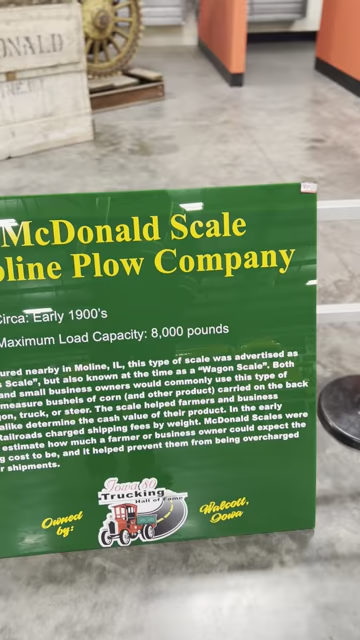 ONALD
McDonald Scale
oline Plow Company
Circa: Early 1900's
Maximum Load Capacity: 8,000 pounds
ured nearby in Moline, IL, this type of scale was advertised as
Scale", but also known at the time as a "Wagon Scale". Both
and small business owners would commonly use this type of
measure bushels of corn (and other product) carried on the back
on, truck, or steer. The scale helped farmers and business
alike determine the cash value of their product. In the early
railroads charged shipping fees by weight. McDonald Scales were
estimate how much a farmer or business owner could expect the
g cost to be, and it helped prevent them from being overcharged
r shipments.
Owned by:
Iowa 80
Trucking
Hall of Fame
Walcott, Iowa